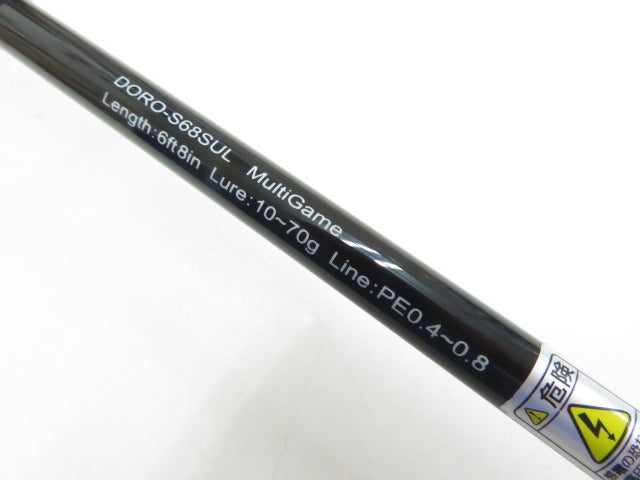 DORO-S68SUL MultiGame
Length:6ft8in Lure:10~70g Line:PE0.4~0.8
危険